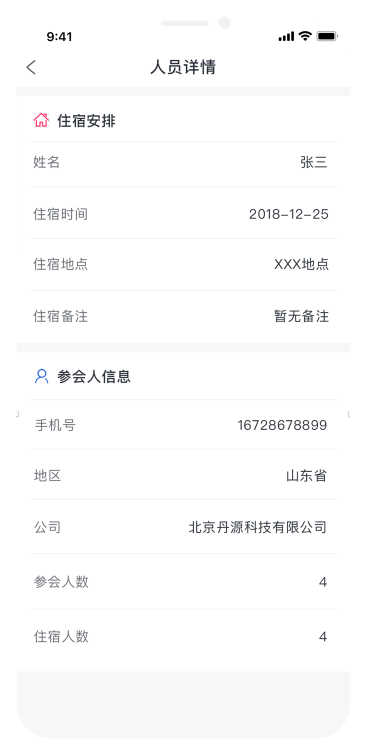 9:41
人员详情
住宿安排
姓名 张三
住宿时间 2018-12-25
住宿地点 XXX地点
住宿备注 暂无备注
参会人信息
手机号 16728678899
地区 山东省
公司 北京丹源科技有限公司
参会人数 4
住宿人数 4